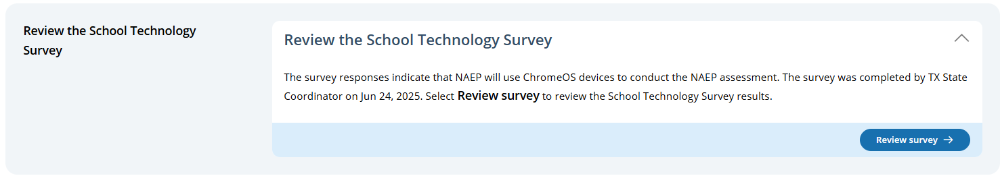 Review the School Technology
Survey
Review the School Technology Survey
The survey responses indicate that NAEP will use ChromeOS devices to conduct the NAEP assessment. The survey was completed by TX State
Coordinator on Jun 24, 2025. Select Review survey to review the School Technology Survey results.
Review survey →